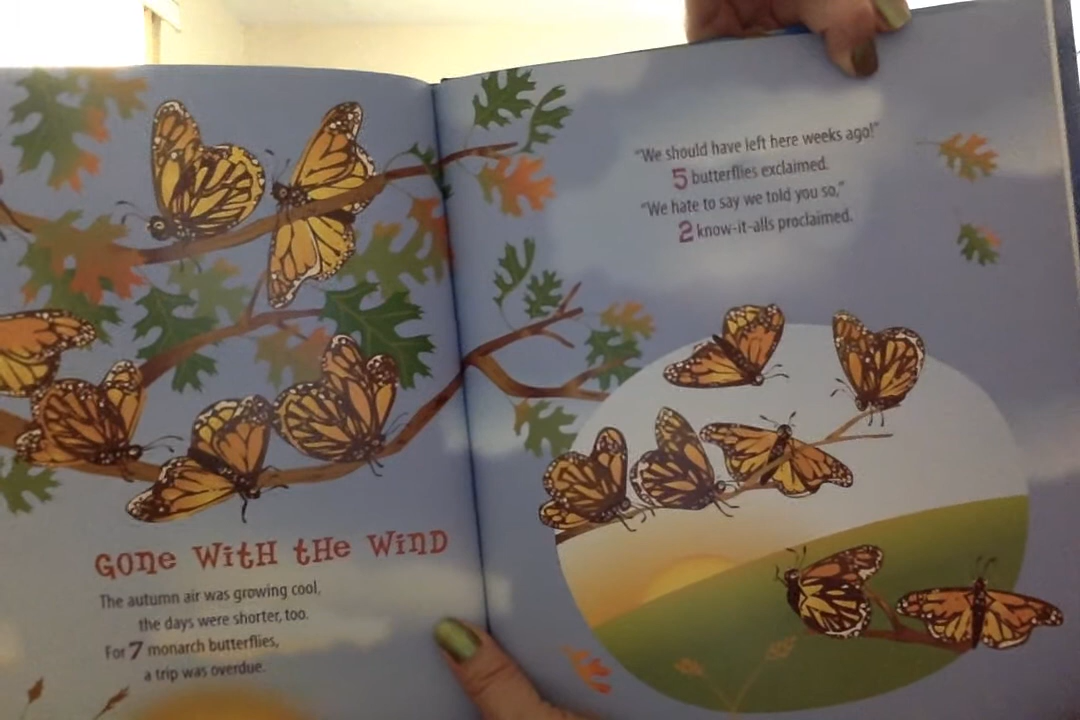 GONE WITH THE WIND
The autumn air was growing cool,
the days were shorter, too.
For 7 monarch butterflies,
a trip was overdue.
"We should have left here weeks ago!"
5 butterflies exclaimed.
"We hate to say we told you so,"
2 know-it-alls proclaimed.